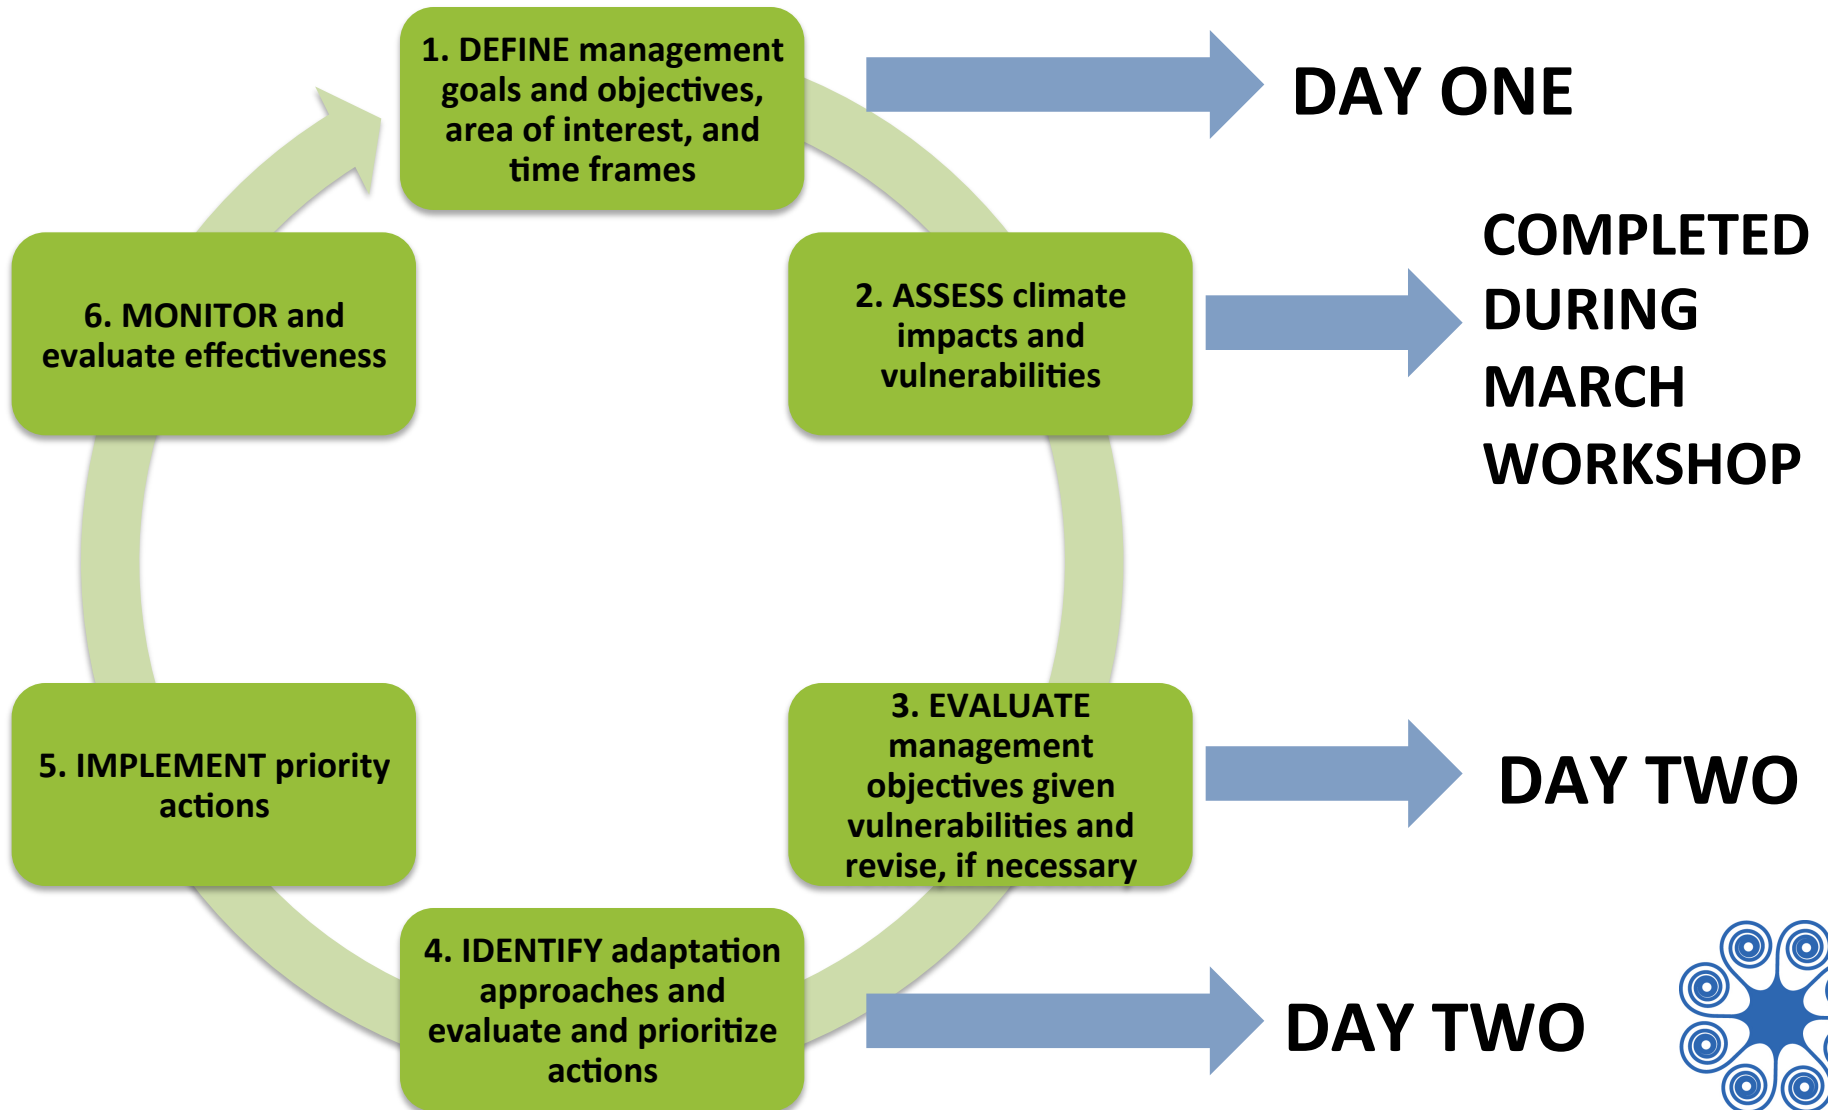 1. DEFINE management
goals and objectives,
area of interest, and
time frames
DAY ONE
2. ASSESS climate
impacts and
vulnerabilities
COMPLETED
DURING
MARCH
WORKSHOP
3. EVALUATE
management
objectives given
vulnerabilities and
revise, if necessary
DAY TWO
4. IDENTIFY adaptation
approaches and
evaluate and prioritize
actions
DAY TWO
5. IMPLEMENT priority
actions
6. MONITOR and
evaluate effectiveness